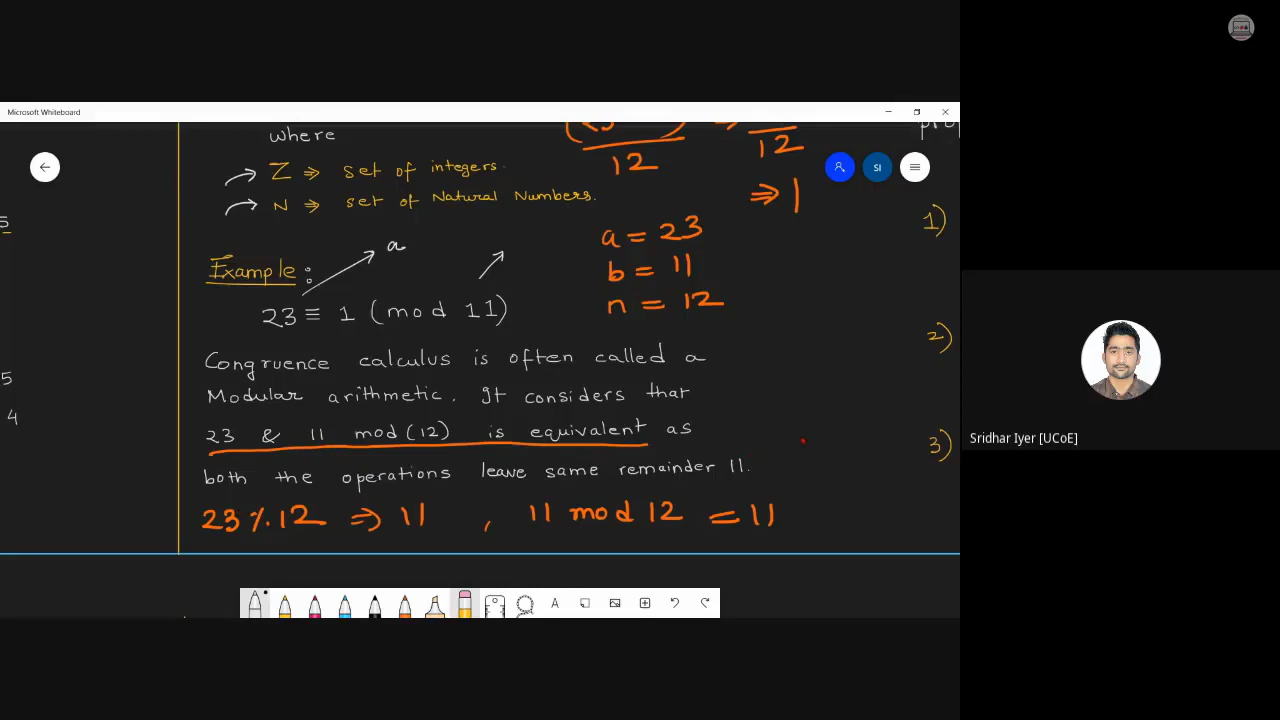 Microsoft Whiteboard
where
12
12
Z ⇒ set of integers.
N ⇒ set of Natural Numbers.
⇒ 1
SI
5
1)
a
a = 23
b = 11
n = 12
Example:
23 ≡ 1 (mod 11)
2)
Congruence calculus is often called a
5
Modular arithmetic. It considers that
4
23 & 11 mod (12) is equivalent as
3)
Sridhar Iyer [UCoE]
both the operations leave same remainder 11.
23 % 12 ⇒ 11 , 11 mod 12 = 11
A